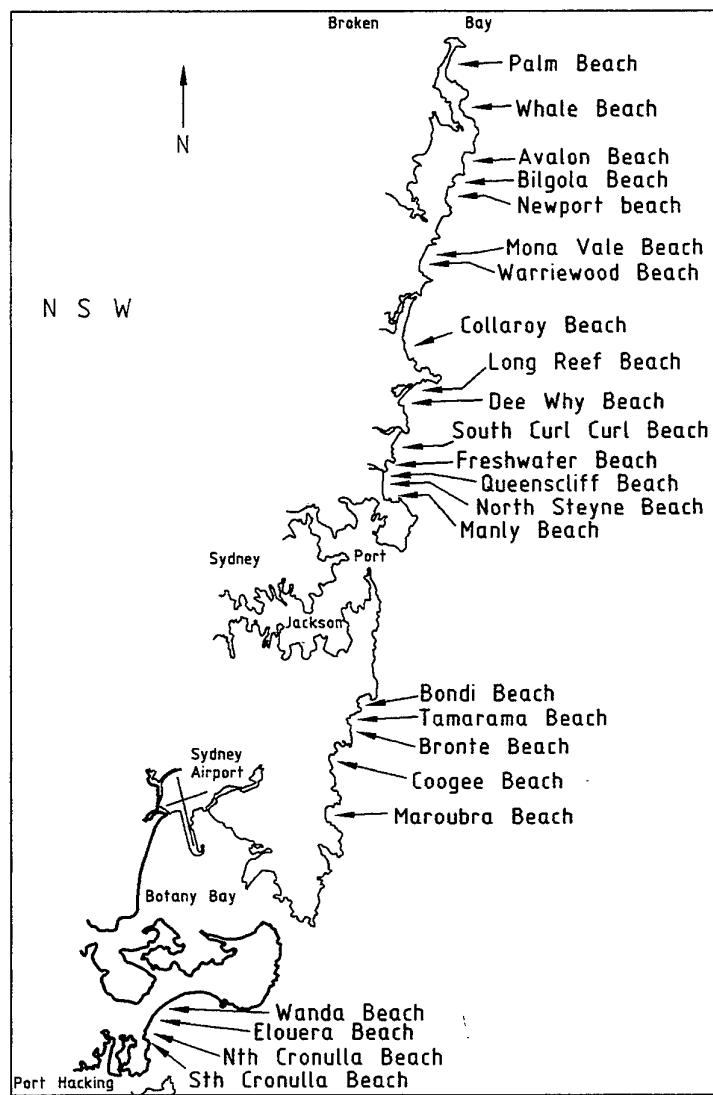 Broken Bay
Palm Beach
N
Whale Beach
Avalon Beach
Bilgola Beach
Newport beach
Mona Vale Beach
Warriewood Beach
N S W
Collaroy Beach
Long Reef Beach
Dee Why Beach
South Curl Curl Beach
Freshwater Beach
Queenscliff Beach
North Steyne Beach
Manly Beach
Sydney
Port
Jackson
Bondi Beach
Tamarama Beach
Bronte Beach
Sydney
Airport
Coogee Beach
Maroubra Beach
Botany Bay
Wanda Beach
Elouera Beach
Nth Cronulla Beach
Sth Cronulla Beach
Port Hacking